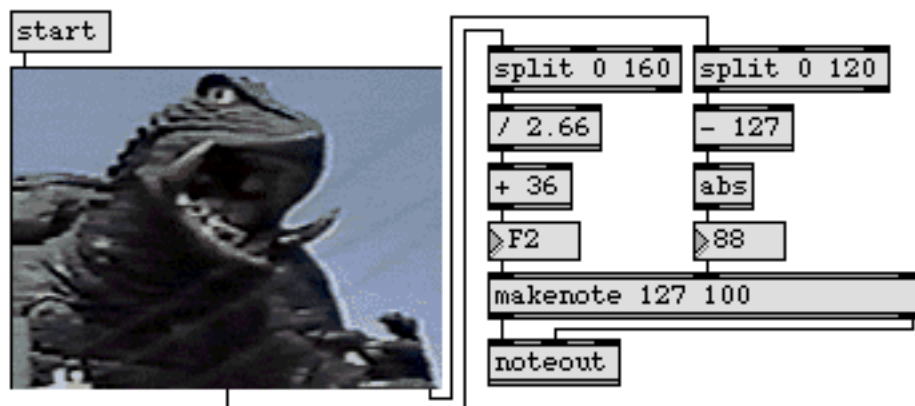 start
split 0 160
split 0 120
/ 2.66
- 127
+ 36
abs
F2
88
makenote 127 100
noteout